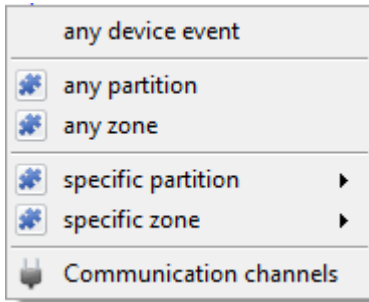 any device event
any partition
any zone
specific partition
specific zone
Communication channels